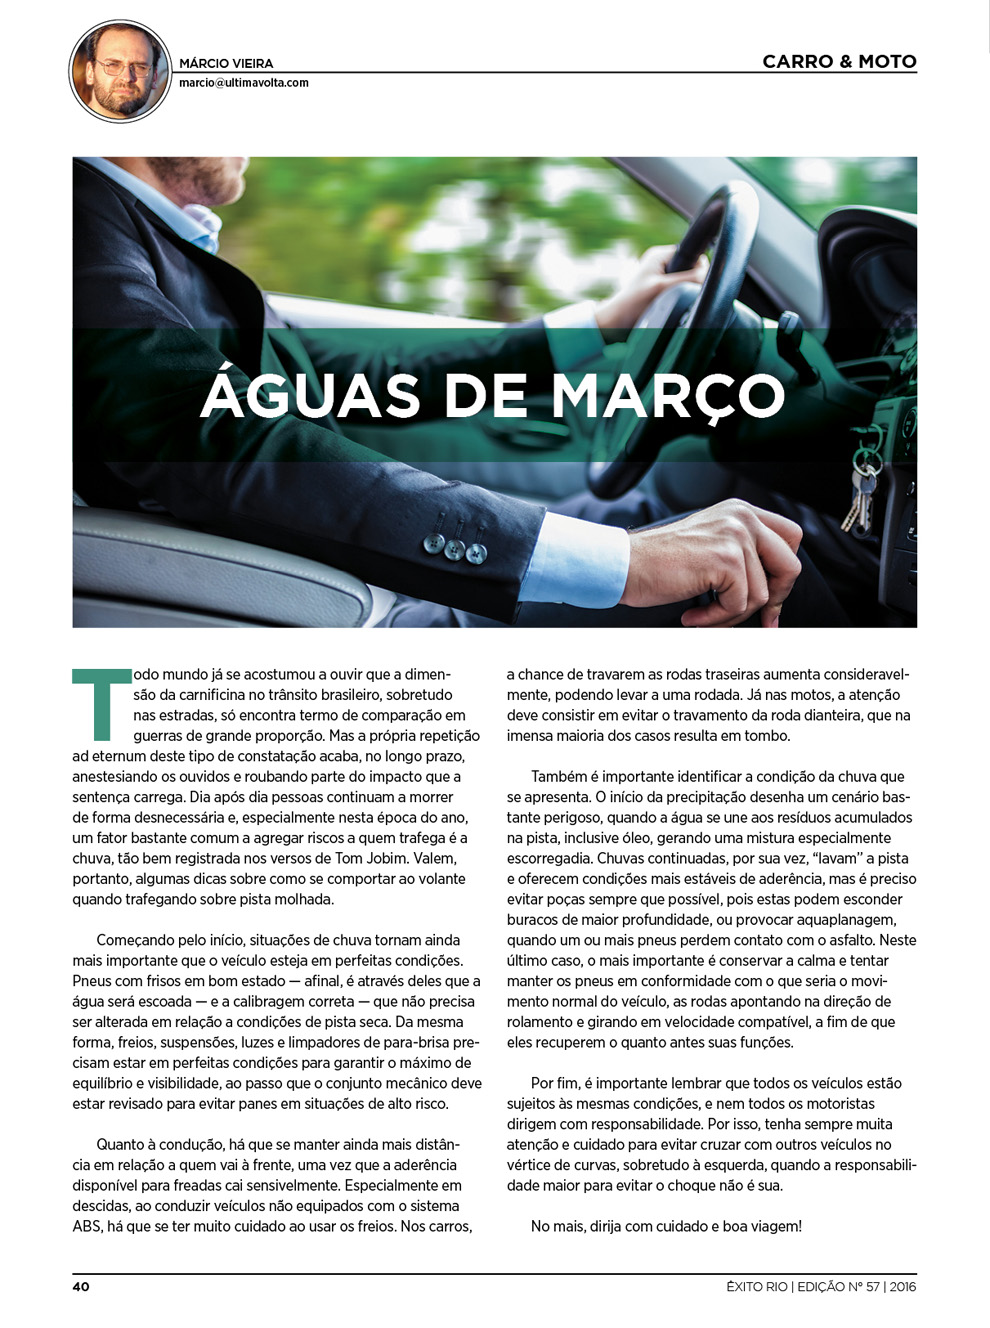 MÁRCIO VIEIRA
marcio@ultimavolta.com
CARRO & MOTO
ÁGUAS DE MARÇO
Todo mundo já se acostumou a ouvir que a dimen-
são da carnificina no trânsito brasileiro, sobretudo
nas estradas, só encontra termo de comparação em
guerras de grande proporção. Mas a própria repetição
ad eternum deste tipo de constatação acaba, no longo prazo,
anestesiando os ouvidos e roubando parte do impacto que a
sentença carrega. Dia após dia pessoas continuam a morrer
de forma desnecessária e, especialmente nesta época do ano,
um fator bastante comum a agregar riscos a quem trafega é a
chuva, tão bem registrada nos versos de Tom Jobim. Valem,
portanto, algumas dicas sobre como se comportar ao volante
quando trafegando sobre pista molhada.
Começando pelo início, situações de chuva tornam ainda
mais importante que o veículo esteja em perfeitas condições.
Pneus com frisos em bom estado — afinal, é através deles que a
água será escoada — e a calibragem correta — que não precisa
ser alterada em relação a condições de pista seca. Da mesma
forma, freios, suspensões, luzes e limpadores de para-brisa pre-
cisam estar em perfeitas condições para garantir o máximo de
equilíbrio e visibilidade, ao passo que o conjunto mecânico deve
estar revisado para evitar panes em situações de alto risco.
Quanto à condução, há que se manter ainda mais distân-
cia em relação a quem vai à frente, uma vez que a aderência
disponível para freadas cai sensivelmente. Especialmente em
descidas, ao conduzir veículos não equipados com o sistema
ABS, há que se ter muito cuidado ao usar os freios. Nos carros,
a chance de travarem as rodas traseiras aumenta consideravel-
mente, podendo levar a uma rodada. Já nas motos, a atenção
deve consistir em evitar o travamento da roda dianteira, que na
imensa maioria dos casos resulta em tombo.
Também é importante identificar a condição da chuva que
se apresenta. O início da precipitação desenha um cenário bas-
tante perigoso, quando a água se une aos resíduos acumulados
na pista, inclusive óleo, gerando uma mistura especialmente
escorregadia. Chuvas continuadas, por sua vez, “lavam” a pista
e oferecem condições mais estáveis de aderência, mas é preciso
evitar poças sempre que possível, pois estas podem esconder
buracos de maior profundidade, ou provocar aquaplanagem,
quando um ou mais pneus perdem contato com o asfalto. Neste
último caso, o mais importante é conservar a calma e tentar
manter os pneus em conformidade com o que seria o movi-
mento normal do veículo, as rodas apontando na direção de
rolamento e girando em velocidade compatível, a fim de que
eles recuperem o quanto antes suas funções.
Por fim, é importante lembrar que todos os veículos estão
sujeitos às mesmas condições, e nem todos os motoristas
dirigem com responsabilidade. Por isso, tenha sempre muita
atenção e cuidado para evitar cruzar com outros veículos no
vértice de curvas, sobretudo à esquerda, quando a responsabili-
dade maior para evitar o choque não é sua.
No mais, dirija com cuidado e boa viagem!
40
ÊXITO RIO | EDIÇÃO Nº 57 | 2016